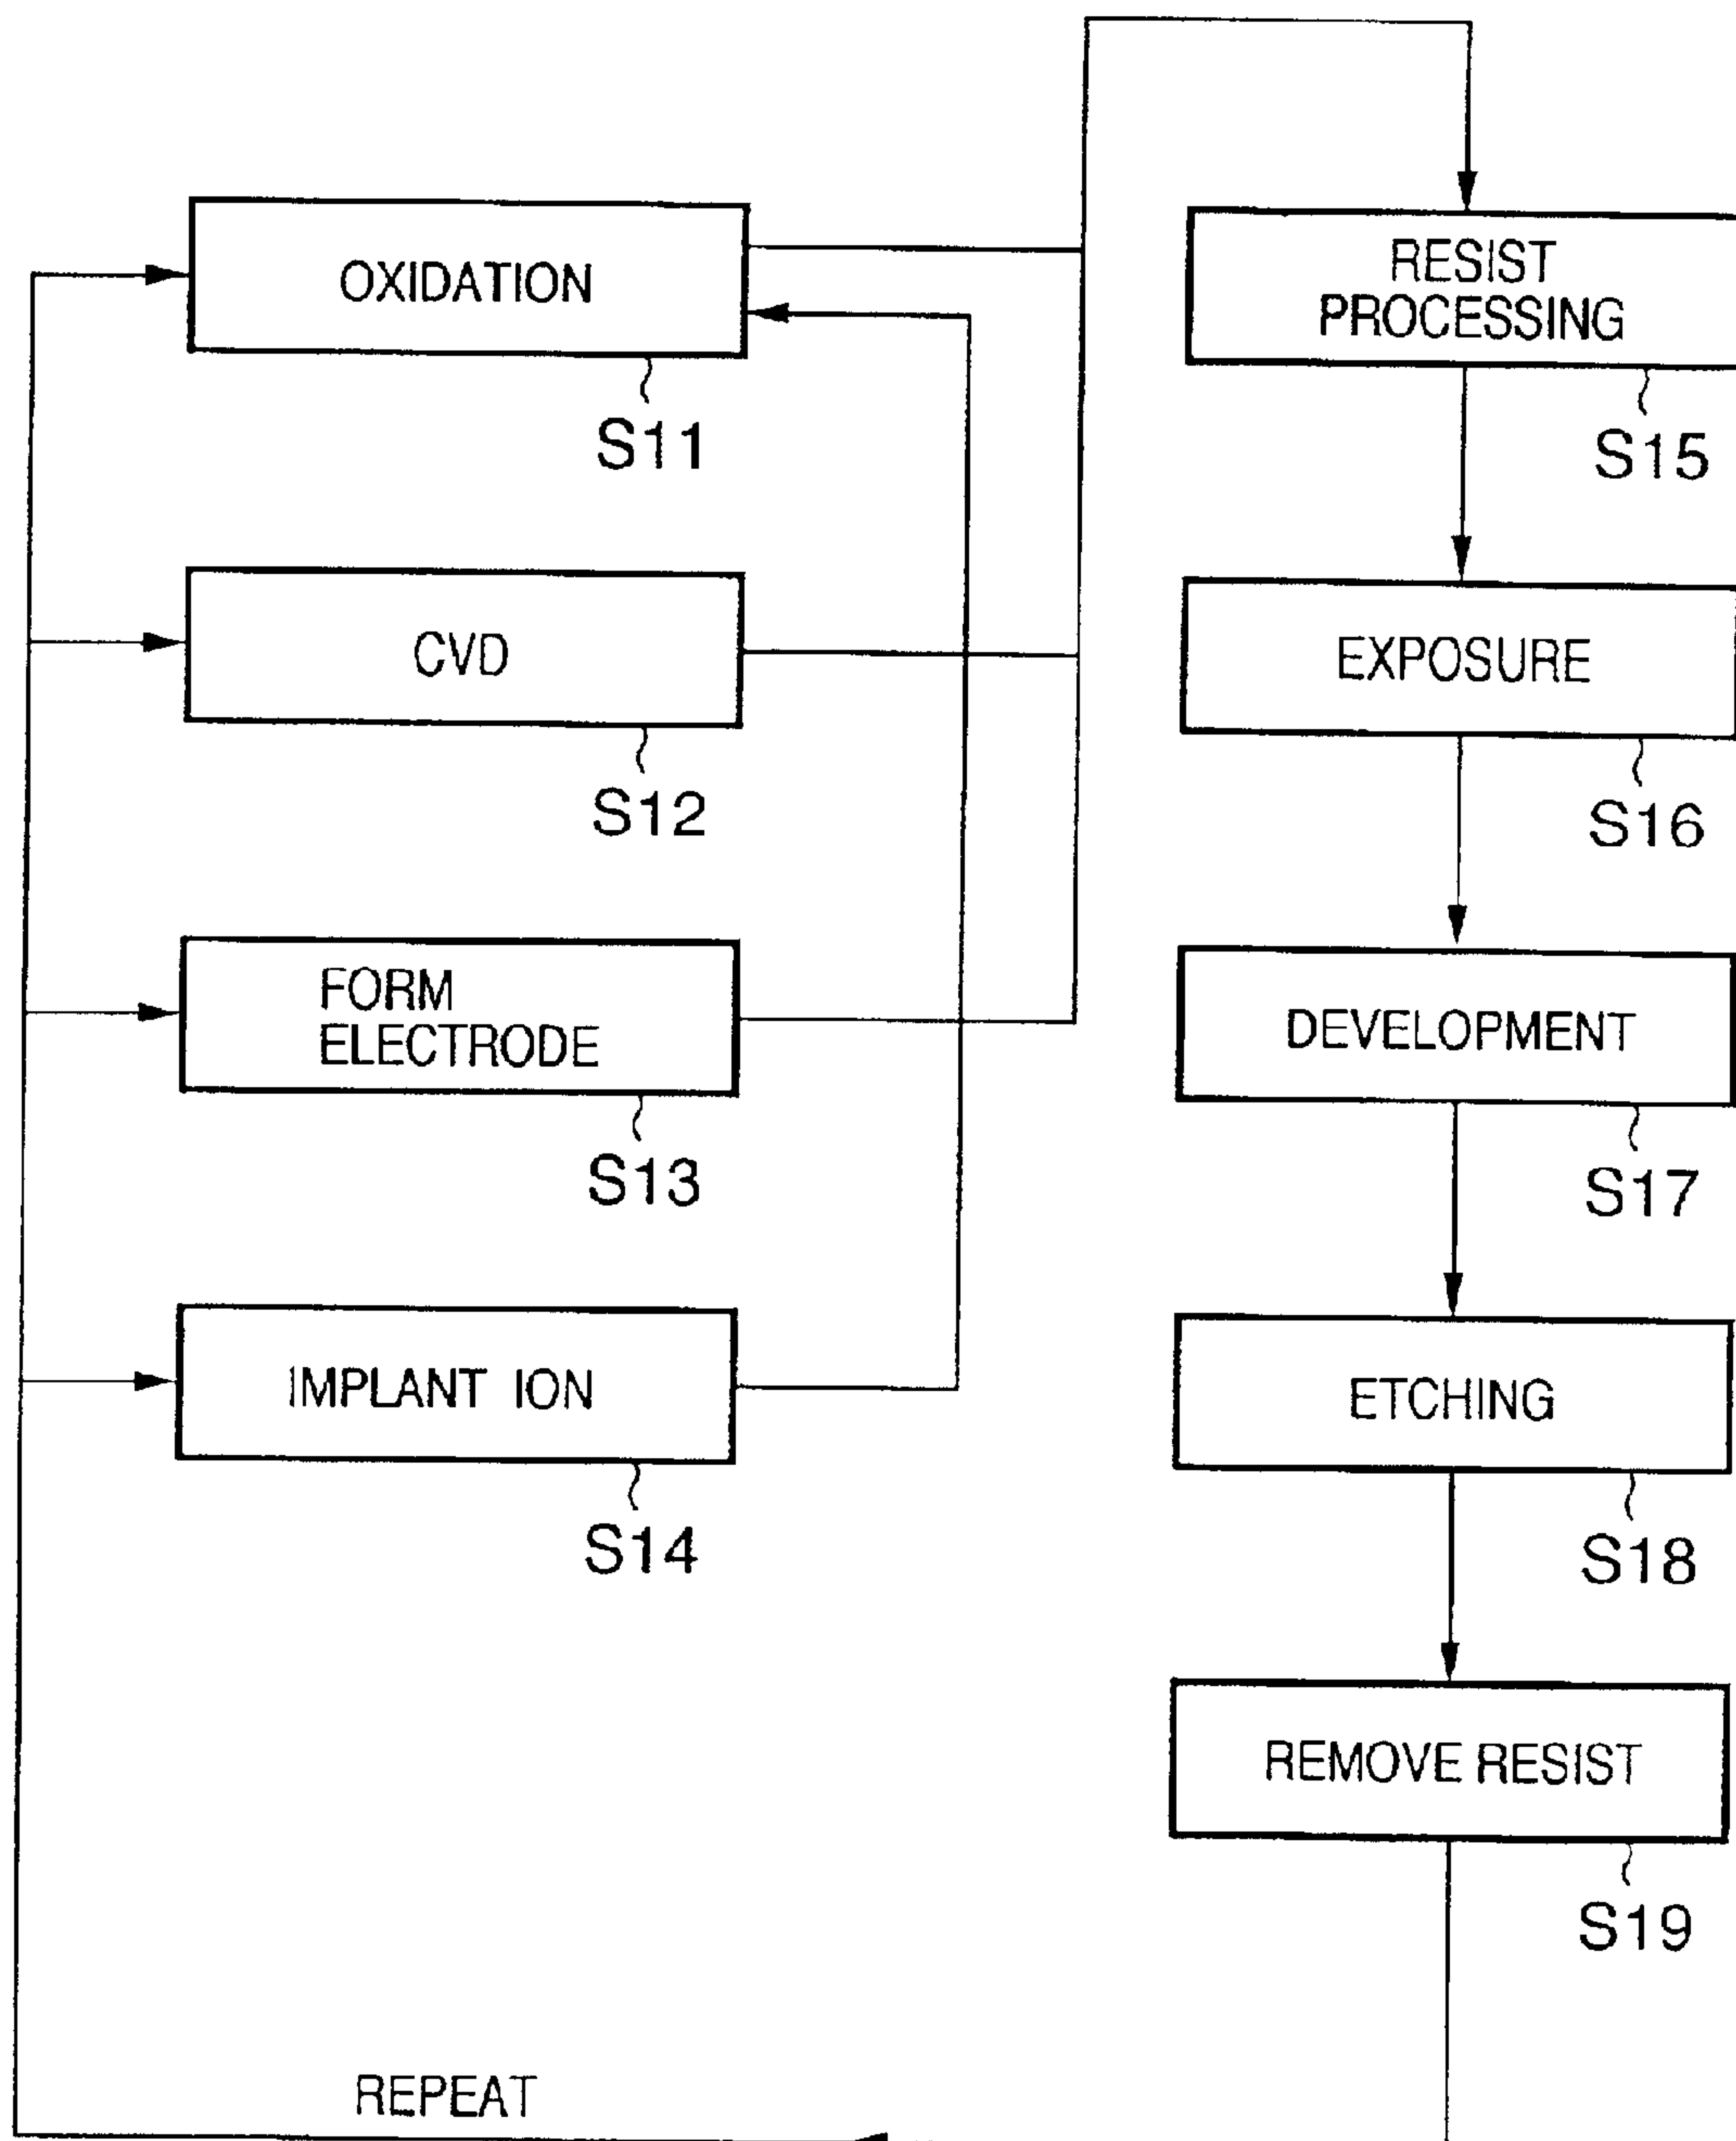 OXIDATION
S11
CVD
S12
FORM
ELECTRODE
S13
IMPLANT ION
S14
RESIST
PROCESSING
S15
EXPOSURE
S16
DEVELOPMENT
S17
ETCHING
S18
REMOVE RESIST
S19
REPEAT